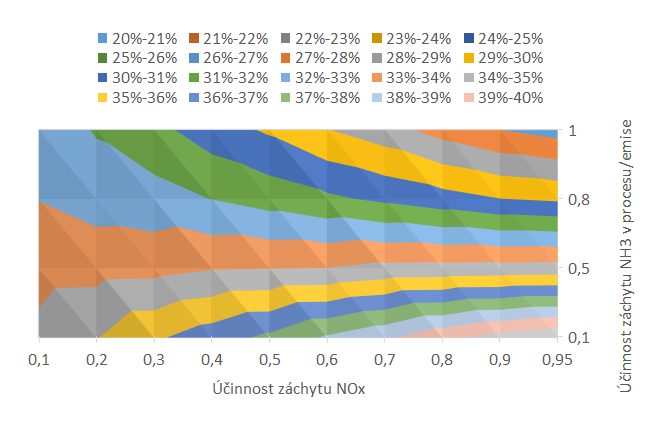 20%-21% 21%-22% 22%-23% 23%-24% 24%-25%
25%-26% 26%-27% 27%-28% 28%-29% 29%-30%
30%-31% 31%-32% 32%-33% 33%-34% 34%-35%
35%-36% 36%-37% 37%-38% 38%-39% 39%-40%
1
0,8
0,5
0,1
Účinnost záchytu NH3 v procesu/emise
0,1 0,2 0,3 0,4 0,5 0,6 0,7 0,8 0,9 0,95
Účinnost záchytu NOx